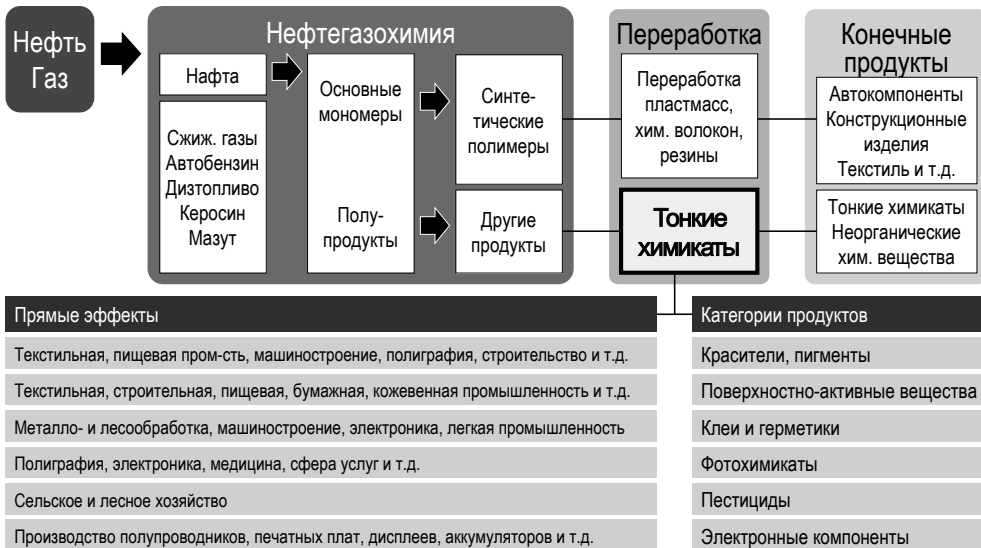 Нефть
Газ
Нефтегазохимия
Нафта
Сжиж. газы
Автобензин
Дизтопливо
Керосин
Мазут
Основные
мономеры
Полу-
продукты
Синте-
тические
полимеры
Другие
продукты
Переработка
Переработка
пластмасс,
хим. волокон,
резины
Тонкие
химикаты
Конечные
продукты
Автокомпоненты
Конструкционные
изделия
Текстиль и т.д.
Тонкие химикаты
Неорганические
хим. вещества
Прямые эффекты
Текстильная, пищевая пром-сть, машиностроение, полиграфия, строительство и т.д.
Текстильная, строительная, пищевая, бумажная, кожевенная промышленность и т.д.
Металло- и лесообработка, машиностроение, электроника, легкая промышленность
Полиграфия, электроника, медицина, сфера услуг и т.д.
Сельское и лесное хозяйство
Производство полупроводников, печатных плат, дисплеев, аккумуляторов и т.д.
Категории продуктов
Красители, пигменты
Поверхностно-активные вещества
Клеи и герметики
Фотохимикаты
Пестициды
Электронные компоненты